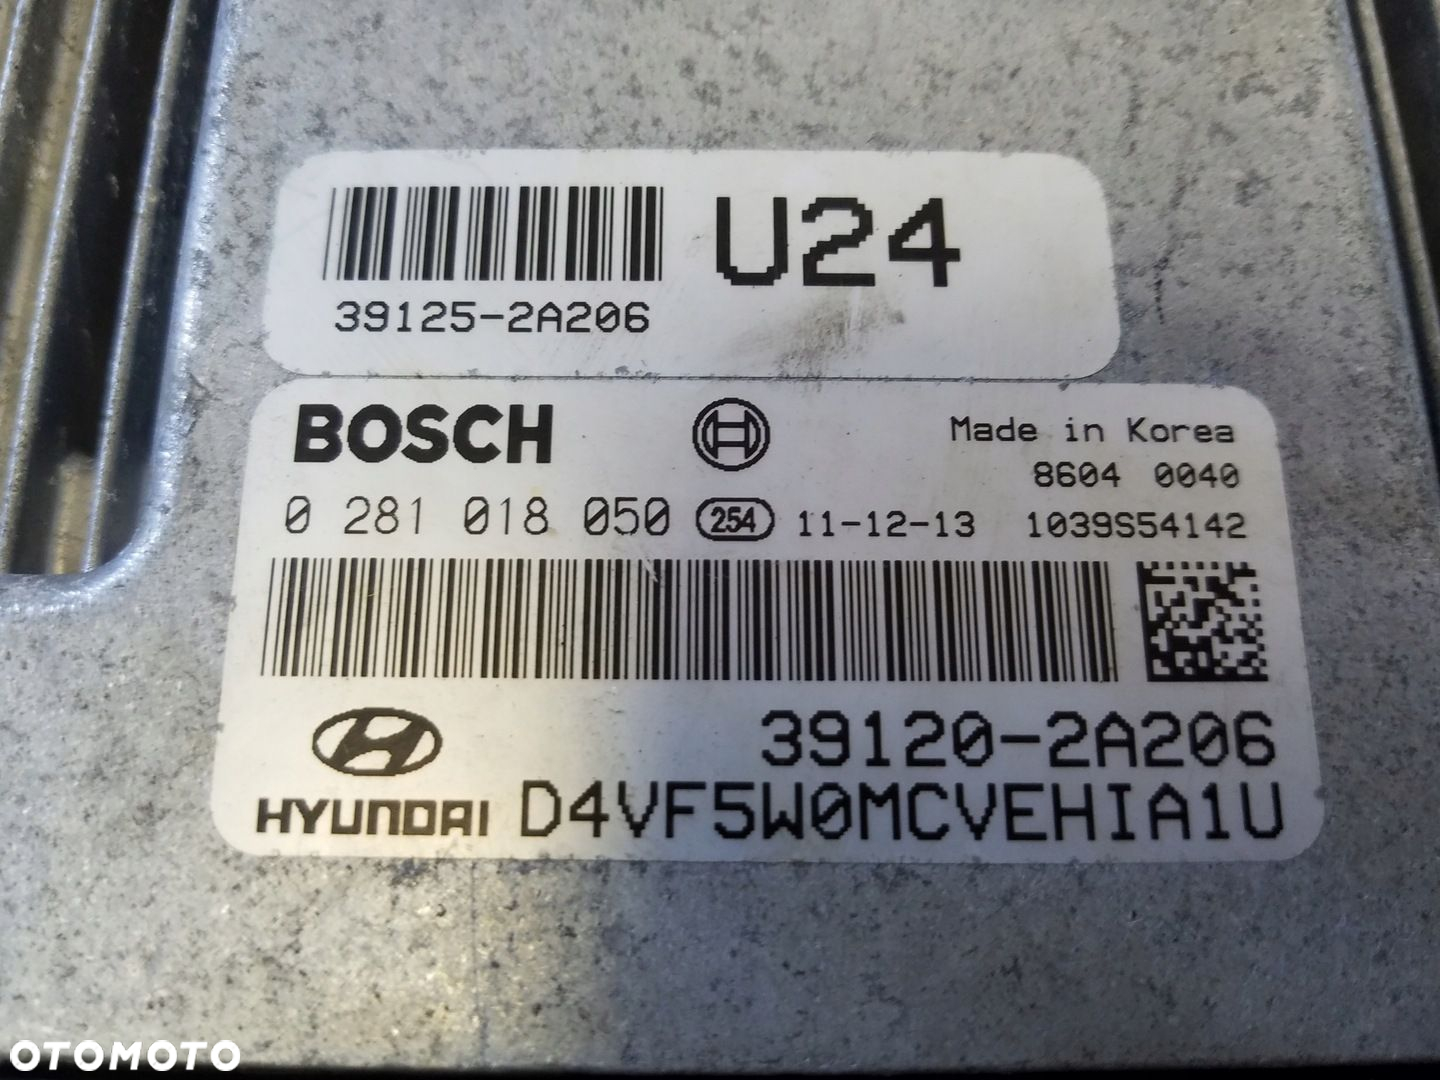 U24
39125-2A206
BOSCH
Made in Korea
8604 0040
0 281 018 050 254 11-12-13 1039S54142
39120-2A206
HYUNDAI D4VF5W0MCVEHIA1U
OTOMOTO